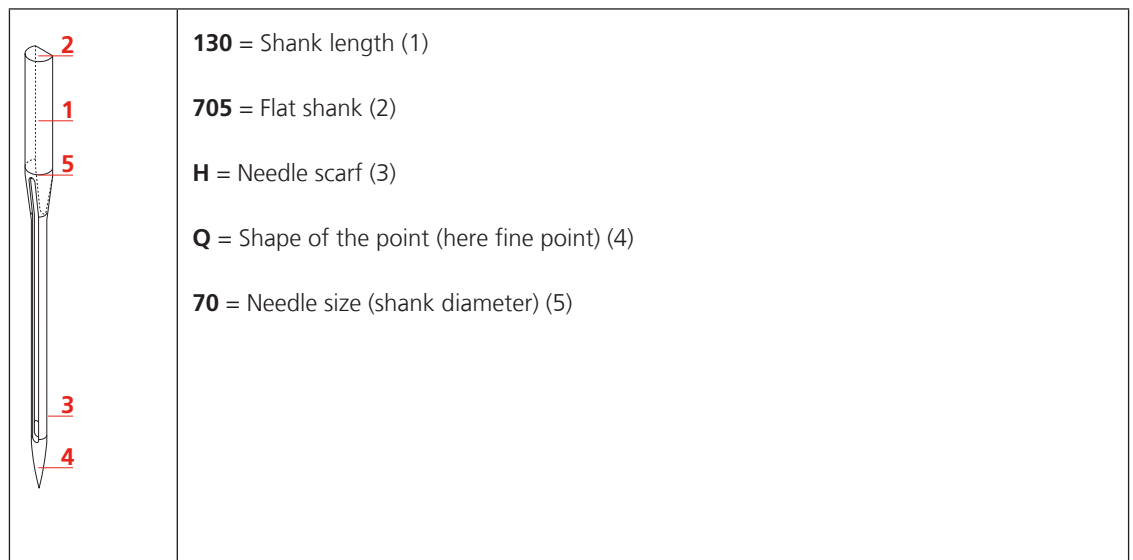 2
1
5
3
4
130 = Shank length (1)
705 = Flat shank (2)
H = Needle scarf (3)
Q = Shape of the point (here fine point) (4)
70 = Needle size (shank diameter) (5)